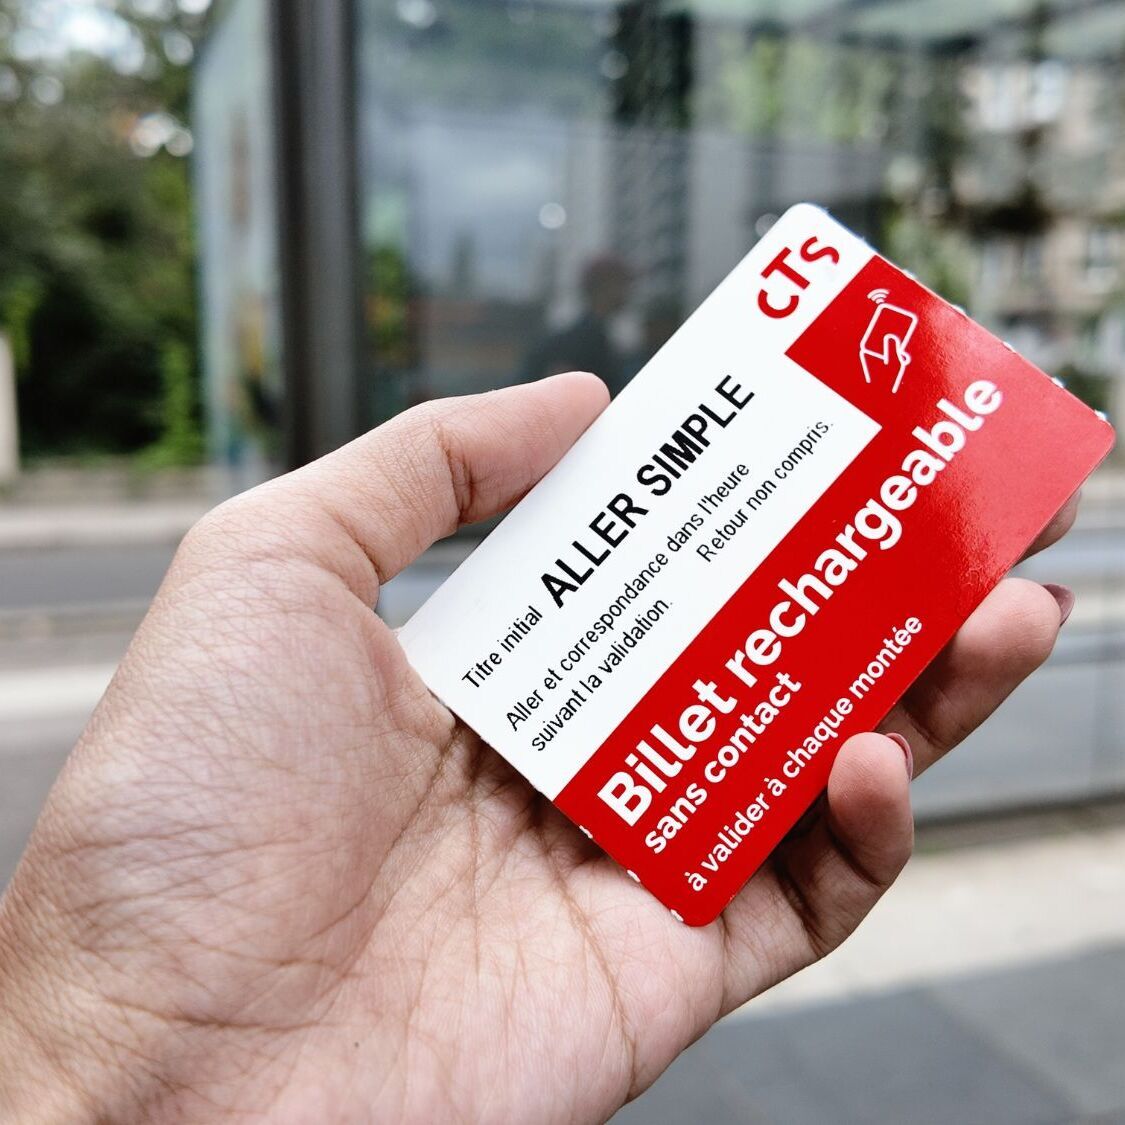 CTS
Titre initial ALLER SIMPLE
Aller et correspondance dans l'heure
suivant la validation. Retour non compris.
Billet rechargeable
sans contact
à valider à chaque montée